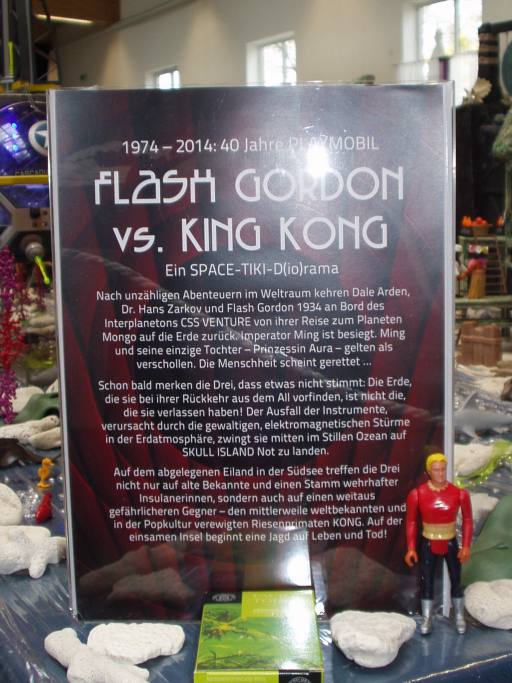 1974 – 2014: 40 Jahre PLAYMOBIL
FLASH GORDON
vs. KING KONG
Ein SPACE-TIKI-D(io)rama
Nach unzähligen Abenteuern im Weltraum kehren Dale Arden,
Dr. Hans Zarkov und Flash Gordon 1934 an Bord des
Interplanetons CSS VENTURE von ihrer Reise zum Planeten
Mongo auf die Erde zurück. Imperator Ming ist besiegt. Ming
und seine einzige Tochter – Prinzessin Aura – gelten als
verschollen. Die Menschheit scheint gerettet ...
Schon bald merken die Drei, dass etwas nicht stimmt: Die Erde,
die sie bei ihrer Rückkehr aus dem All vorfinden, ist nicht die,
die sie verlassen haben! Der Ausfall der Instrumente,
verursacht durch die gewaltigen, elektromagnetischen Stürme
in der Erdatmosphäre, zwingt sie mitten im Stillen Ozean auf
SKULL ISLAND Not zu landen.
Auf dem abgelegenen Eiland in der Südsee treffen die Drei
nicht nur auf alte Bekannte und einen Stamm wehrhafter
Insulanerinnen, sondern auch auf einen weitaus
gefährlicheren Gegner – den mittlerweile weltbekannten und
in der Popkultur verewigten Riesenprimaten KONG. Auf der
einsamen Insel beginnt eine Jagd auf Leben und Tod!